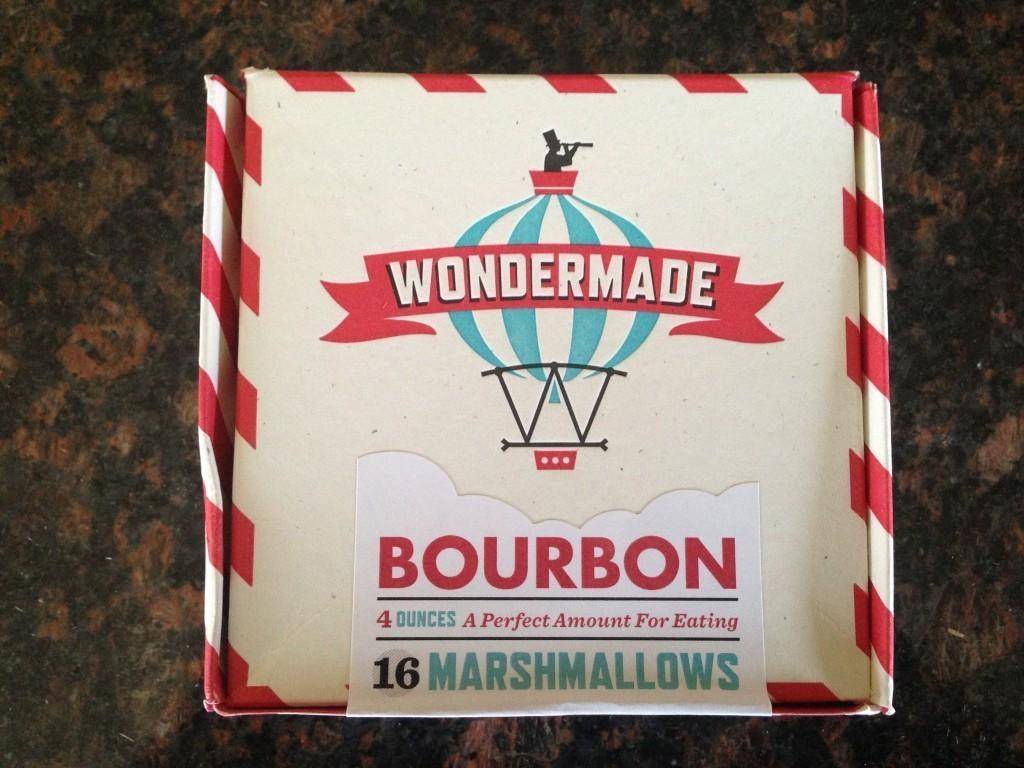 WONDERMADE
BOURBON
4 OUNCES A Perfect Amount For Eating
16 MARSHMALLOWS